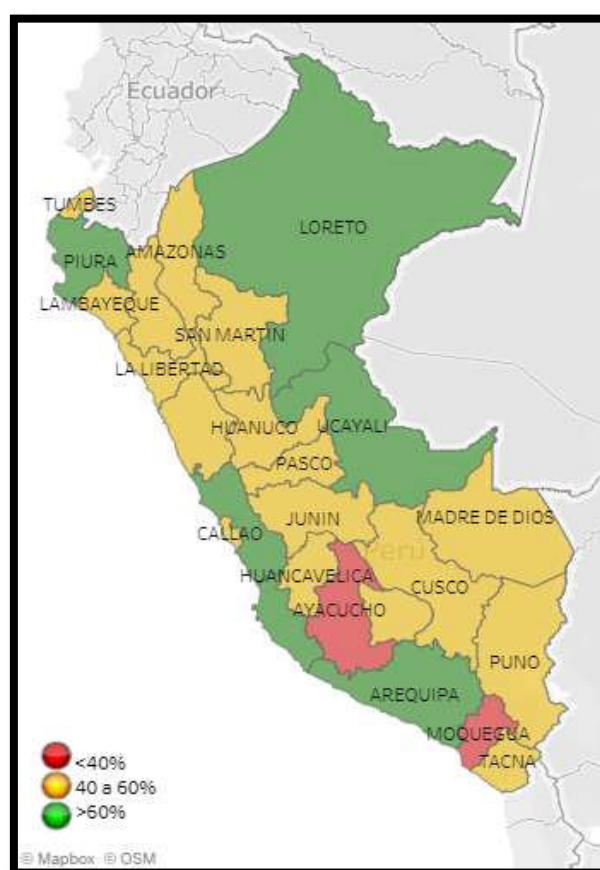 Ecuador
TUMBES
LORETO
AMAZONAS
PIURA
LAMBAYEQUE
SAN MARTIN
LA LIBERTAD
HUANUCO
UCAYALI
PASCO
JUNIN
MADRE DE DIOS
CALLAO
Perú
HUANCAVELICA
CUSCO
AYACUCHO
PUNO
AREQUIPA
MOQUEGUA
TACNA
<40%
40 a 60%
>60%
© Mapbox © OSM